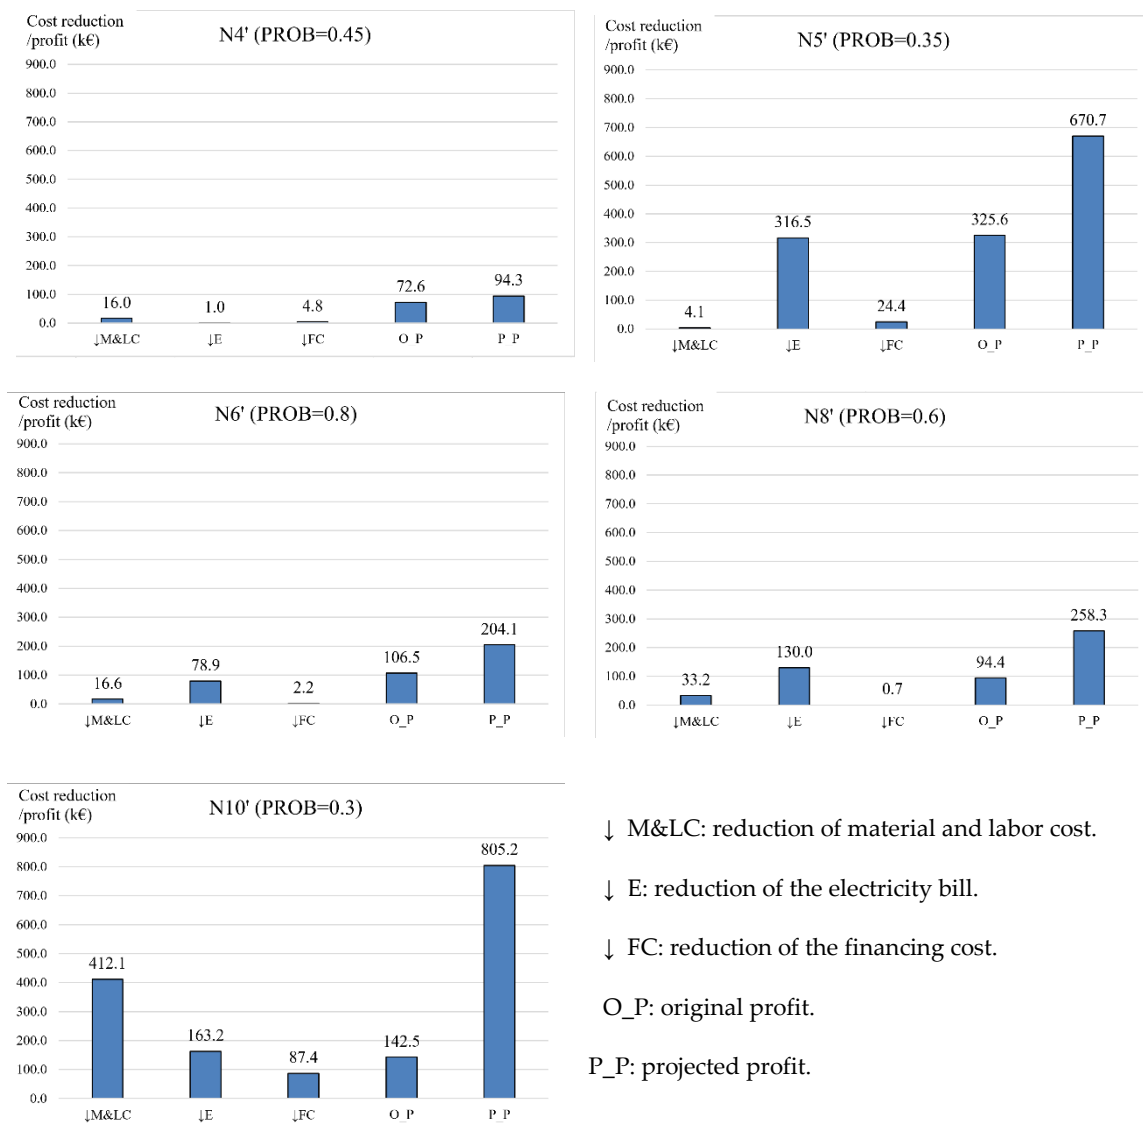 Cost reduction
/profit (k€)
N4' (PROB=0.45)
900.0
800.0
700.0
600.0
500.0
400.0
300.0
200.0
100.0
0.0
16.0
1.0
4.8
72.6
94.3
↓M&LC
↓E
↓FC
O_P
P_P
Cost reduction
/profit (k€)
N5' (PROB=0.35)
900.0
800.0
700.0
600.0
500.0
400.0
300.0
200.0
100.0
0.0
4.1
316.5
24.4
325.6
670.7
↓M&LC
↓E
↓FC
O_P
P_P
Cost reduction
/profit (k€)
N6' (PROB=0.8)
900.0
800.0
700.0
600.0
500.0
400.0
300.0
200.0
100.0
0.0
16.6
78.9
2.2
106.5
204.1
↓M&LC
↓E
↓FC
O_P
P_P
Cost reduction
/profit (k€)
N8' (PROB=0.6)
900.0
800.0
700.0
600.0
500.0
400.0
300.0
200.0
100.0
0.0
33.2
130.0
0.7
94.4
258.3
↓M&LC
↓E
↓FC
O_P
P_P
Cost reduction
/profit (k€)
N10' (PROB=0.3)
900.0
800.0
700.0
600.0
500.0
400.0
300.0
200.0
100.0
0.0
412.1
163.2
87.4
142.5
805.2
↓M&LC
↓E
↓FC
O_P
P_P
↓ M&LC: reduction of material and labor cost.
↓ E: reduction of the electricity bill.
↓ FC: reduction of the financing cost.
O_P: original profit.
P_P: projected profit.